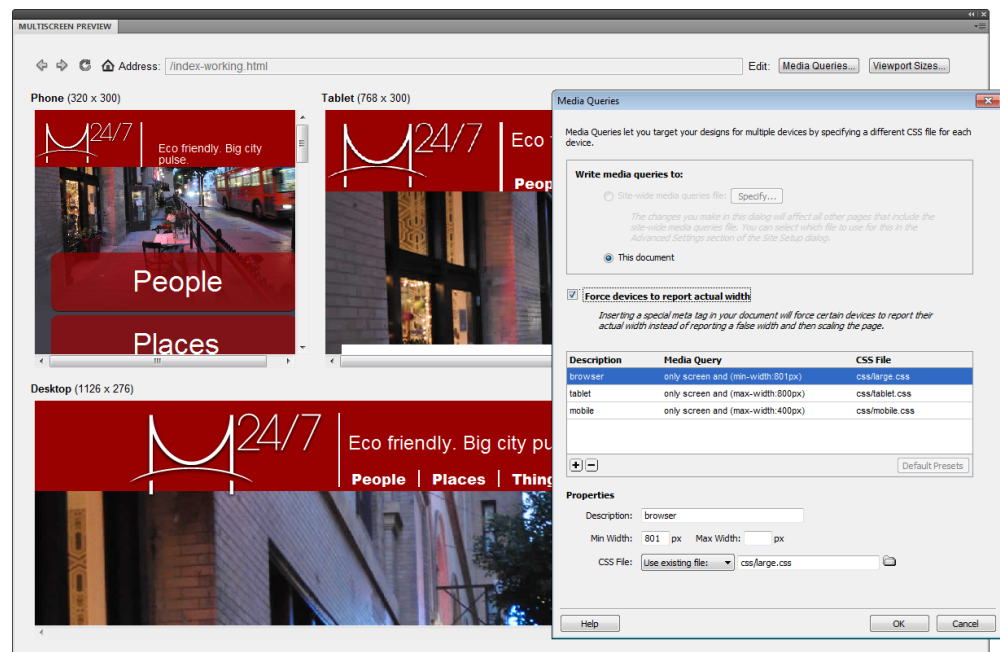 MULTISCREEN PREVIEW
Address: /index-working.html
Edit: Media Queries... Viewport Sizes...
Phone (320 x 300)
24/7
Eco friendly. Big city
pulse.
People
Places
Tablet (768 x 300)
24/7
Eco
Peop
Desktop (1126 x 276)
24/7
Eco friendly. Big city pu
People | Places | Thing
Media Queries
Media Queries let you target your designs for multiple devices by specifying a different CSS file for each
device.
Write media queries to:
Site-wide media queries file: Specify...
The changes you make in this dialog will affect all other pages that include the
site-wide media queries file. You can select which file to use for this in the
Advanced Settings section of the Site Setup dialog.
This document
Force devices to report actual width
Inserting a special meta tag in your document will force certain devices to report their
actual width instead of reporting a false width and then scaling the page.
Description Media Query CSS File
browser only screen and (min-width:801px) css/large.css
tablet only screen and (max-width:800px) css/tablet.css
mobile only screen and (max-width:400px) css/mobile.css
Default Presets
Properties
Description: browser
Min Width: 801 px Max Width: px
CSS File: Use existing file: css/large.css
Help OK Cancel